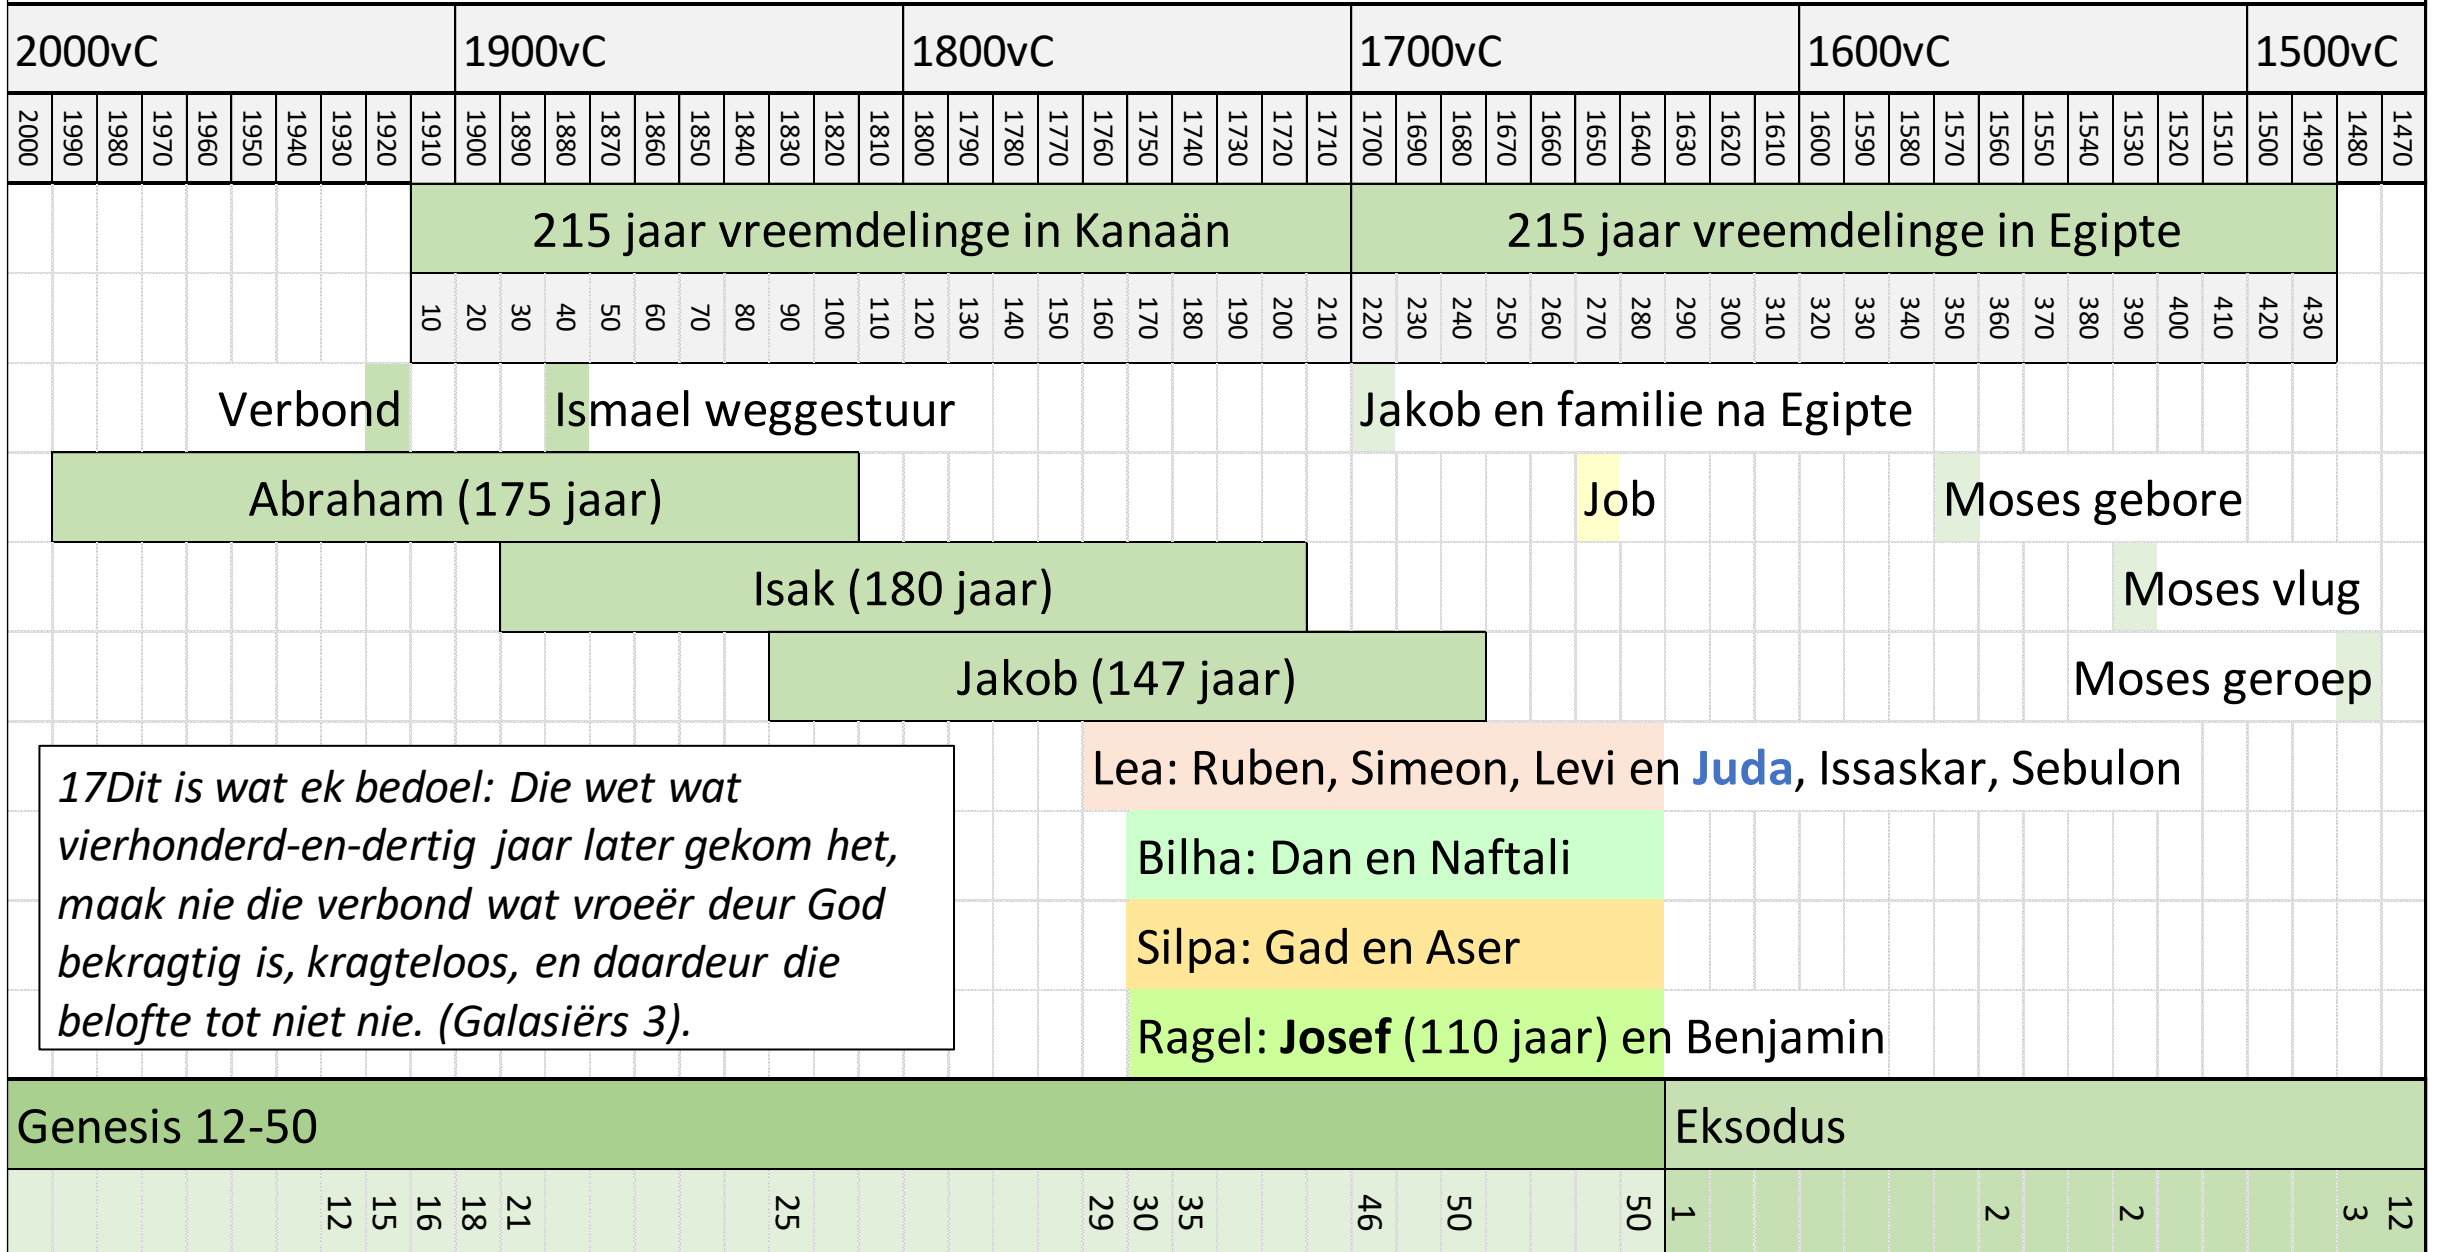 2000vC 1900vC 1800vC 1700vC 1600vC 1500vC
2000 1990 1980 1970 1960 1950 1940 1930 1920 1910 1900 1890 1880 1870 1860 1850 1840 1830 1820 1810 1800 1790 1780 1770 1760 1750 1740 1730 1720 1710 1700 1690 1680 1670 1660 1650 1640 1630 1620 1610 1600 1590 1580 1570 1560 1550 1540 1530 1520 1510 1500 1490 1480 1470
215 jaar vreemdelinge in Kanaän 215 jaar vreemdelinge in Egipte
10 20 30 40 50 60 70 80 90 100 110 120 130 140 150 160 170 180 190 200 210 220 230 240 250 260 270 280 290 300 310 320 330 340 350 360 370 380 390 400 410 420 430
Verbond Ismael weggestuur Jakob en familie na Egipte
Abraham (175 jaar) Job Moses gebore
Isak (180 jaar) Moses vlug
Jakob (147 jaar) Moses geroep
Lea: Ruben, Simeon, Levi en Juda, Issaskar, Sebulon
Bilha: Dan en Naftali
Silpa: Gad en Aser
Ragel: Josef (110 jaar) en Benjamin
17Dit is wat ek bedoel: Die wet wat
vierhonderd-en-dertig jaar later gekom het,
maak nie die verbond wat vroeër deur God
bekragtig is, kragteloos, en daardeur die
belofte tot niet nie. (Galasiërs 3).
Genesis 12-50 Eksodus
12 15 16 18 21 25 29 30 35 46 50 50 1 2 2 3 12